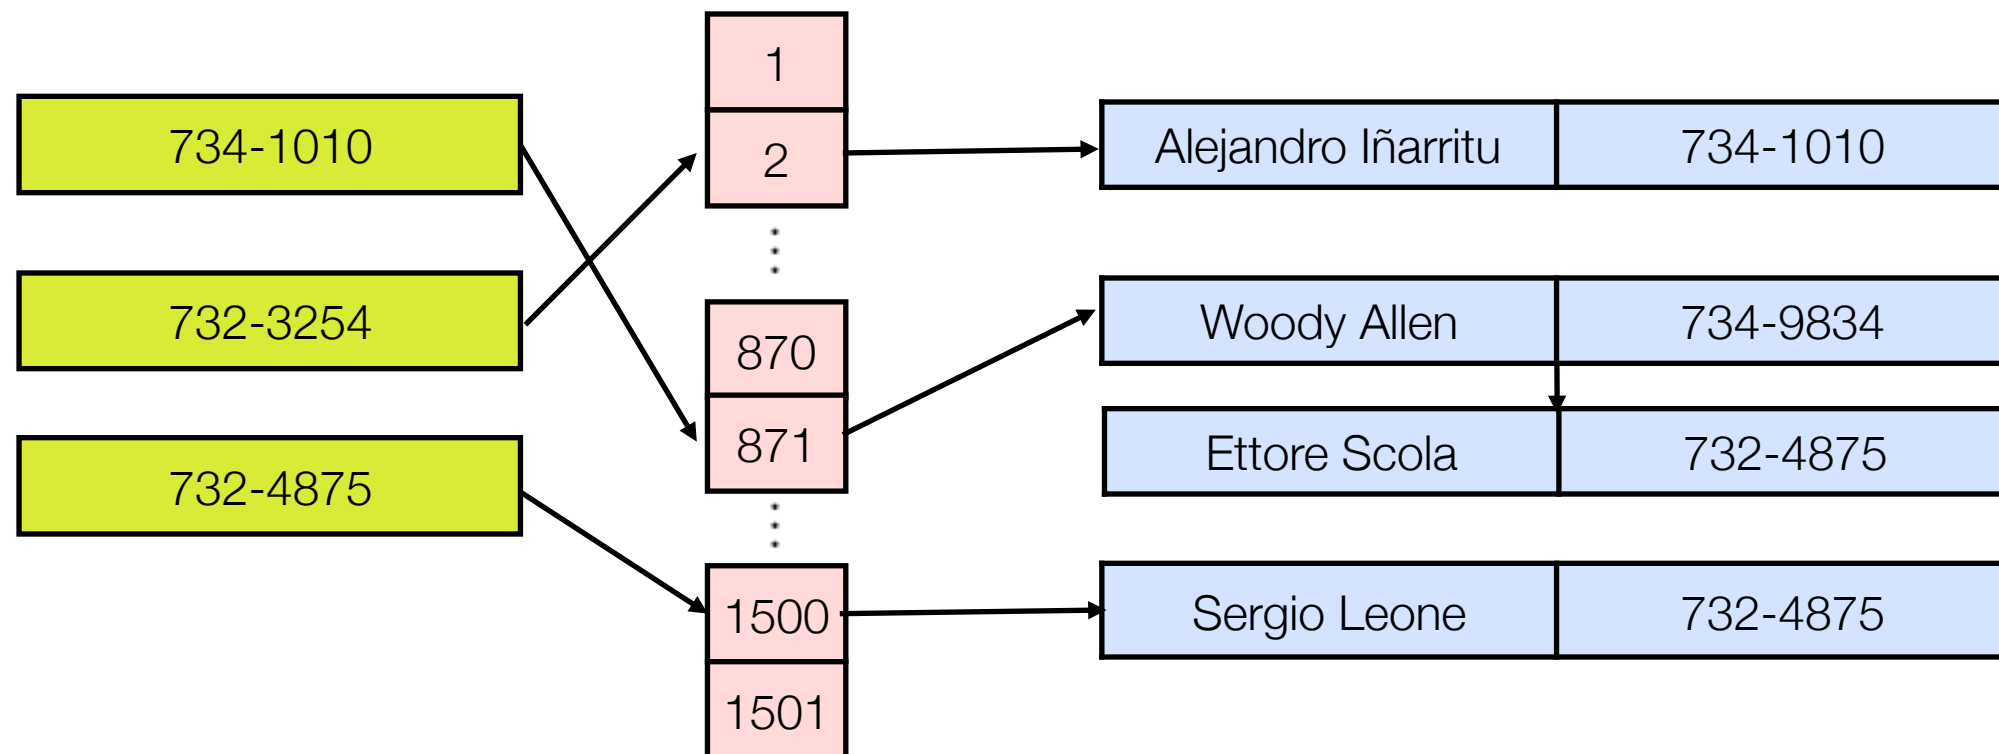 734-1010
732-3254
732-4875
1
2
870
871
1500
1501
Alejandro Iñarritu 734-1010
Woody Allen 734-9834
Ettore Scola 732-4875
Sergio Leone 732-4875